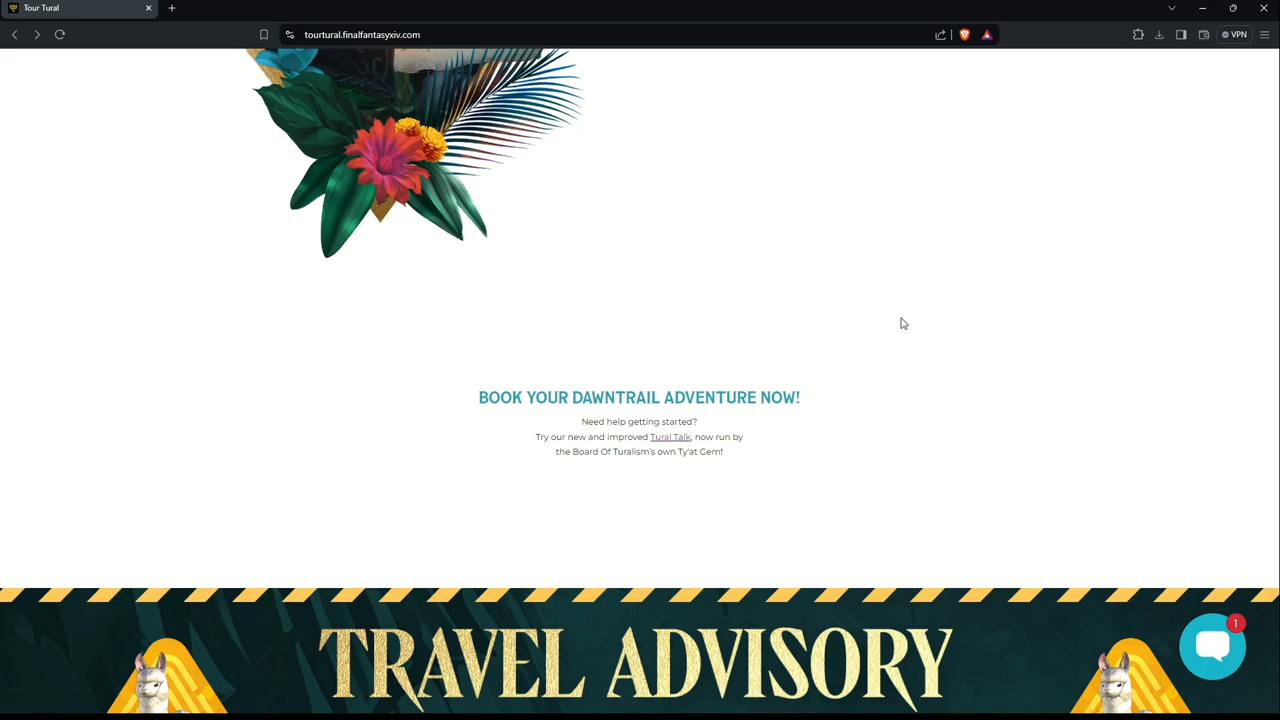 Tour Tural
tourtural.finalfantasyxiv.com
VPN
BOOK YOUR DAWNTRAIL ADVENTURE NOW!
Need help getting started?
Try our new and improved Tural Talk, now run by
the Board Of Turalism's own Ty'at Gem!
TRAVEL ADVISORY
1